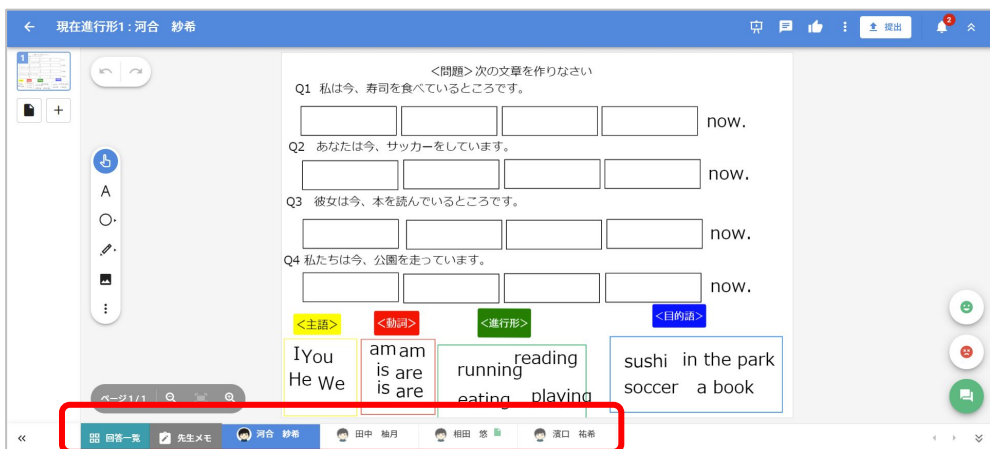 現在進行形1 : 河合　紗希
提出
2
1
<問題> 次の文章を作りなさい
Q1 私は今、寿司を食べているところです。
now.
Q2 あなたは今、サッカーをしています。
now.
Q3 彼女は今、本を読んでいるところです。
now.
Q4 私たちは今、公園を走っています。
now.
<主語> <動詞> <進行形> <目的語>
I You
He We
am am
is are
is are
running reading
eating playing
sushi in the park
soccer a book
A
ページ1/1
回答一覧 先生メモ 河合 紗希 田中 柚月 相田 悠 濱口 祐希